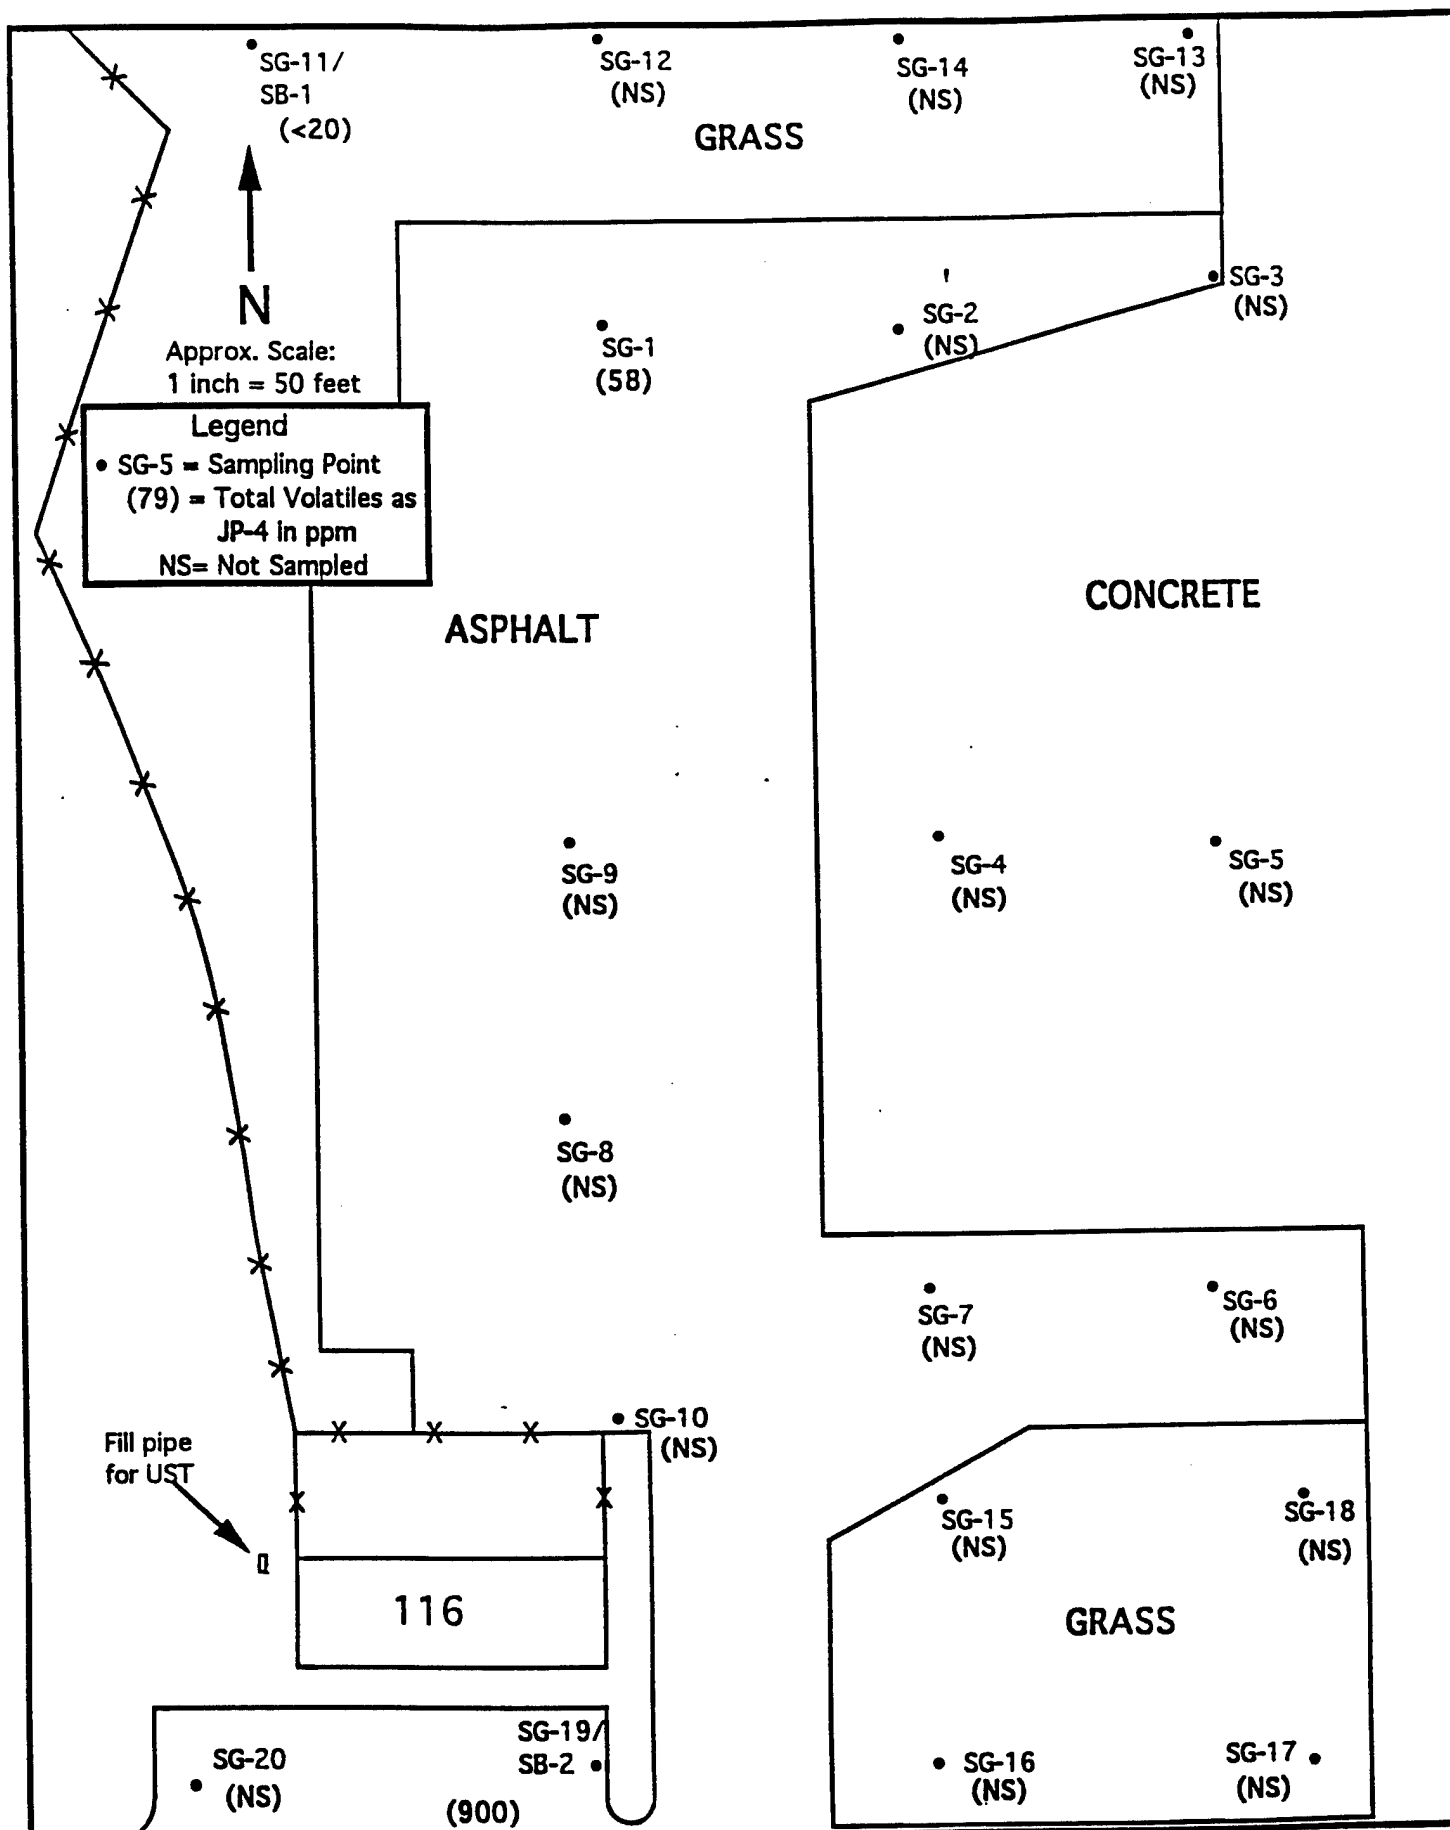 SG-11/
SB-1
(<20)
SG-12
(NS)
SG-14
(NS)
SG-13
(NS)
GRASS
N
Approx. Scale:
1 inch = 50 feet
SG-1
(58)
SG-2
(NS)
SG-3
(NS)
Legend
• SG-5 = Sampling Point
(79) = Total Volatiles as
JP-4 in ppm
NS= Not Sampled
ASPHALT
CONCRETE
SG-9
(NS)
SG-4
(NS)
SG-5
(NS)
SG-8
(NS)
SG-7
(NS)
SG-6
(NS)
SG-10
(NS)
Fill pipe
for UST
SG-15
(NS)
SG-18
(NS)
116
GRASS
SG-20
(NS)
SG-19/
SB-2
(900)
SG-16
(NS)
SG-17
(NS)